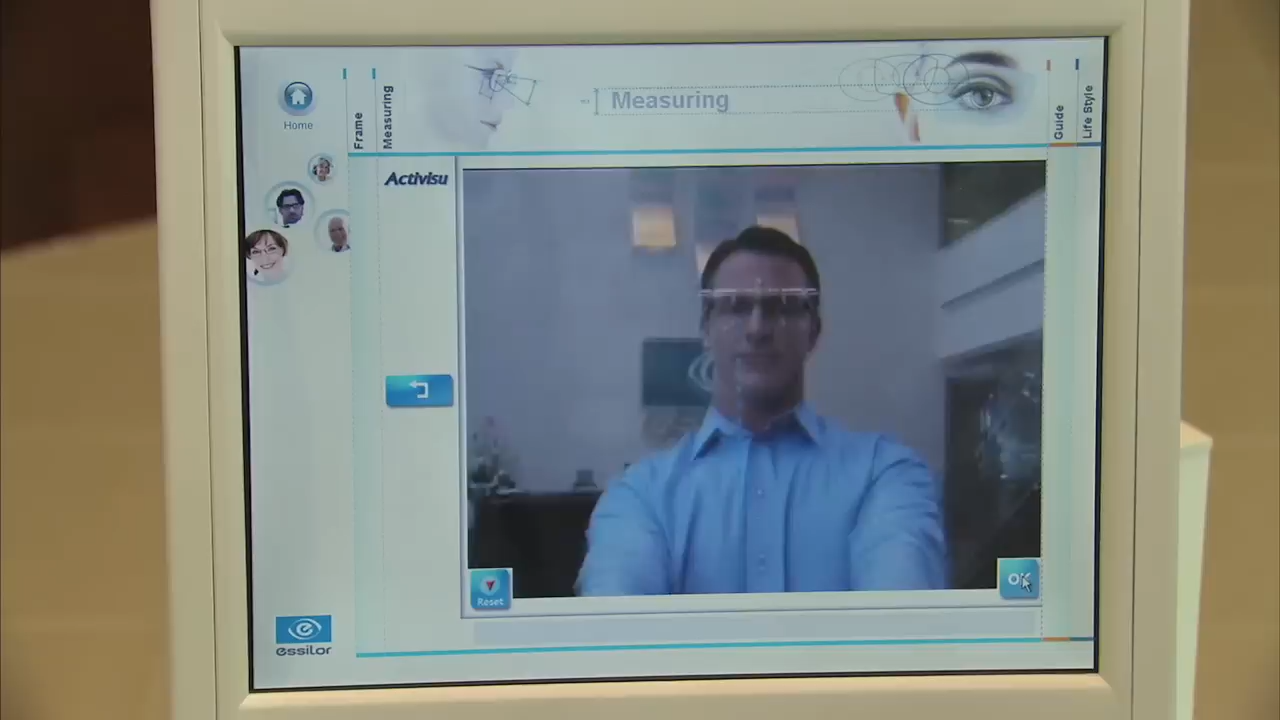 Measuring
Home
Frame
Measuring
Guide
Life Style
Activisu
Reset
OK
essilor